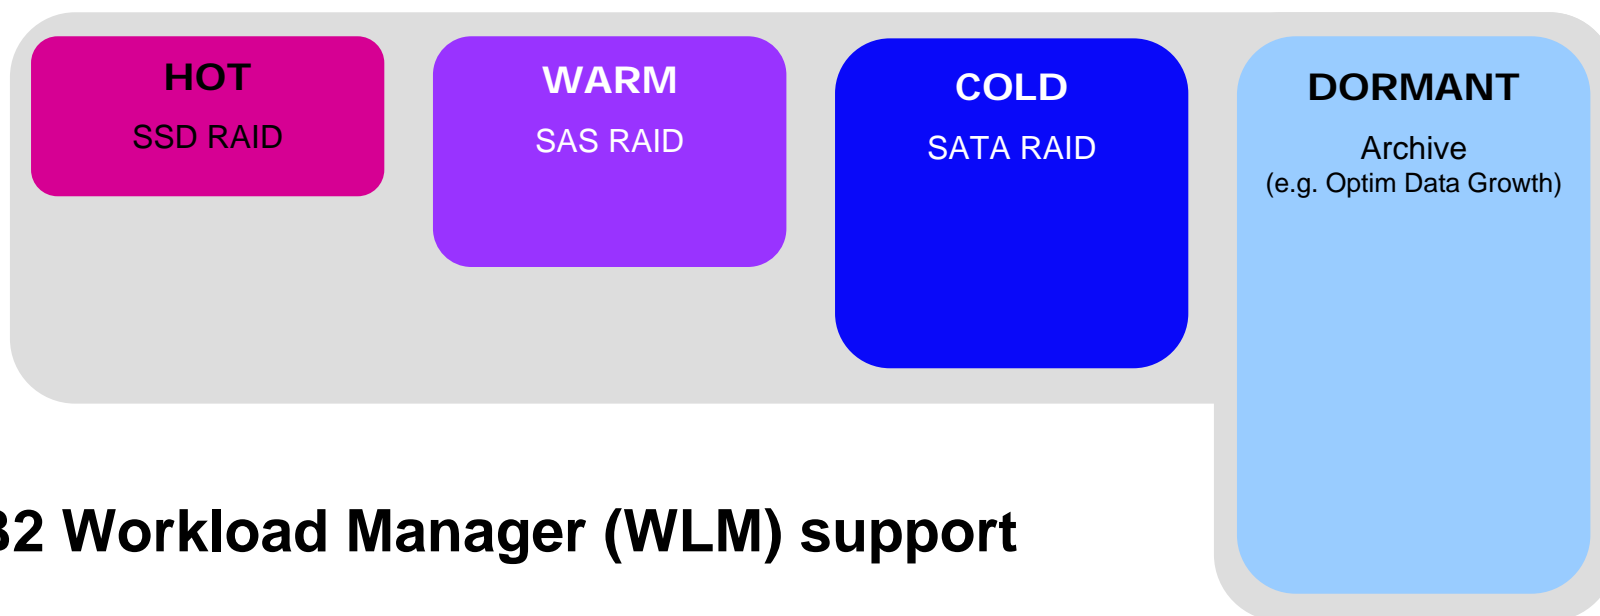 HOT
SSD RAID
WARM
SAS RAID
COLD
SATA RAID
DORMANT
Archive
(e.g. Optim Data Growth)
Workload Manager (WLM) support